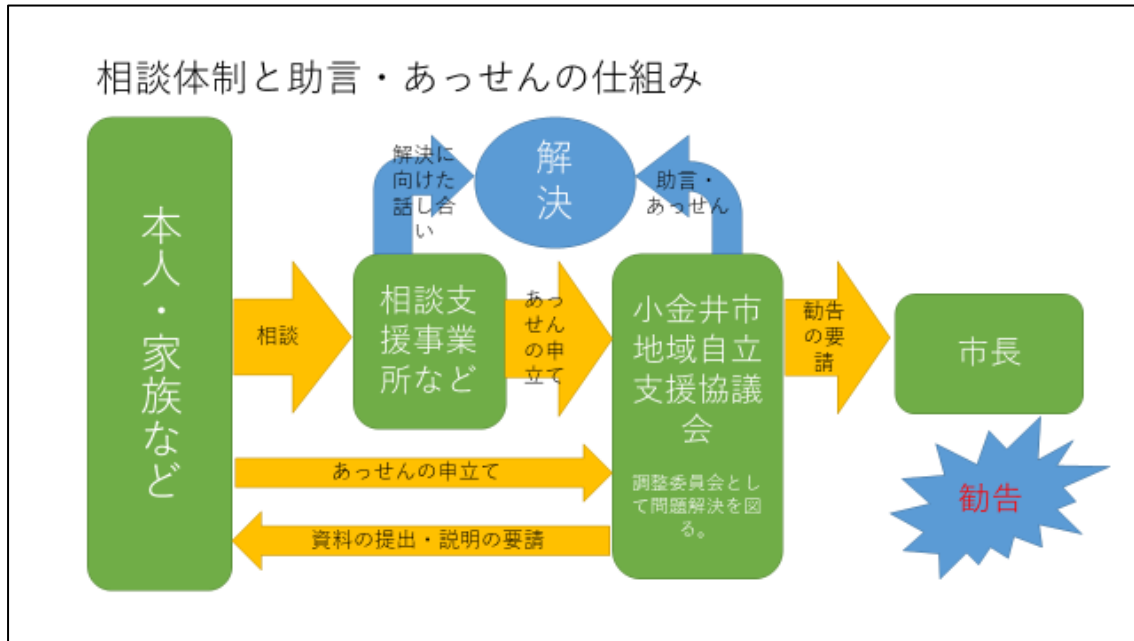 相談体制と助言・あっせんの仕組み
本人・家族など
相談
相談支
援事業
所など
解決に
向けた
話し合
い
解
決
助言・
あっせん
あっ
せん
の申
立て
小金井市
地域自立
支援協議
会
調整委員会とし
て問題解決を図
る。
勧告
の要
請
市長
勧告
あっせんの申立て
資料の提出・説明の要請